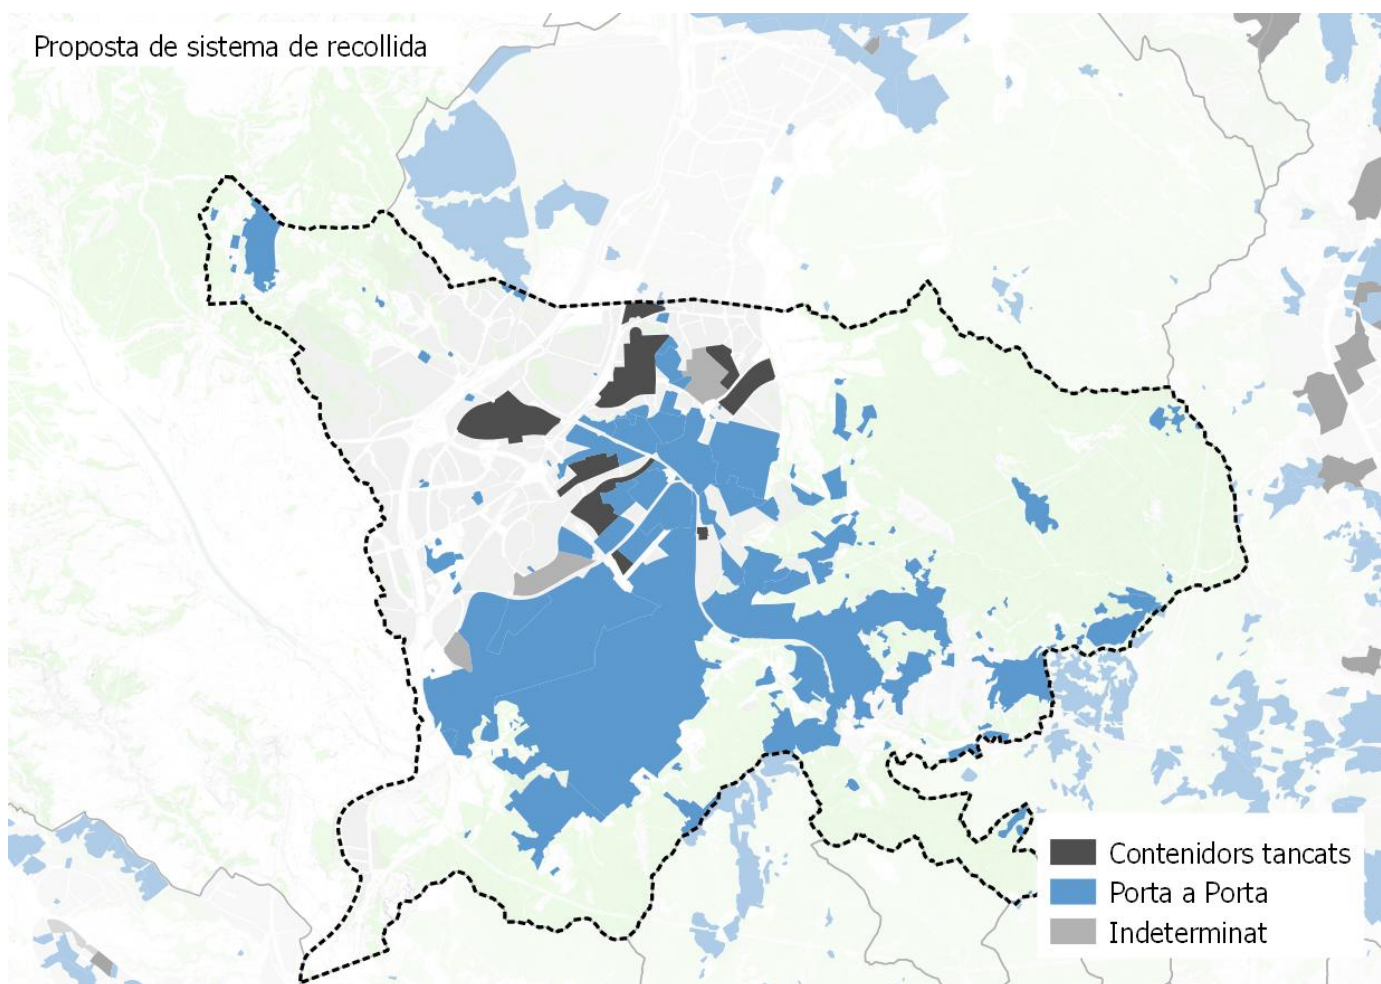 Proposta de sistema de recollida
Contenidors tancats
Porta a Porta
Indeterminat